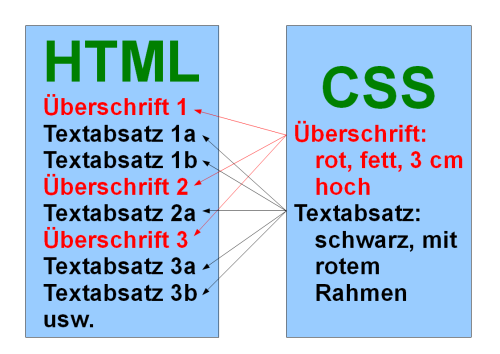 HTML
Überschrift 1
Textabsatz 1a
Textabsatz 1b
Überschrift 2
Textabsatz 2a
Überschrift 3
Textabsatz 3a
Textabsatz 3b
usw.
CSS
Überschrift:
rot, fett, 3 cm
hoch
Textabsatz:
schwarz, mit
rotem
Rahmen